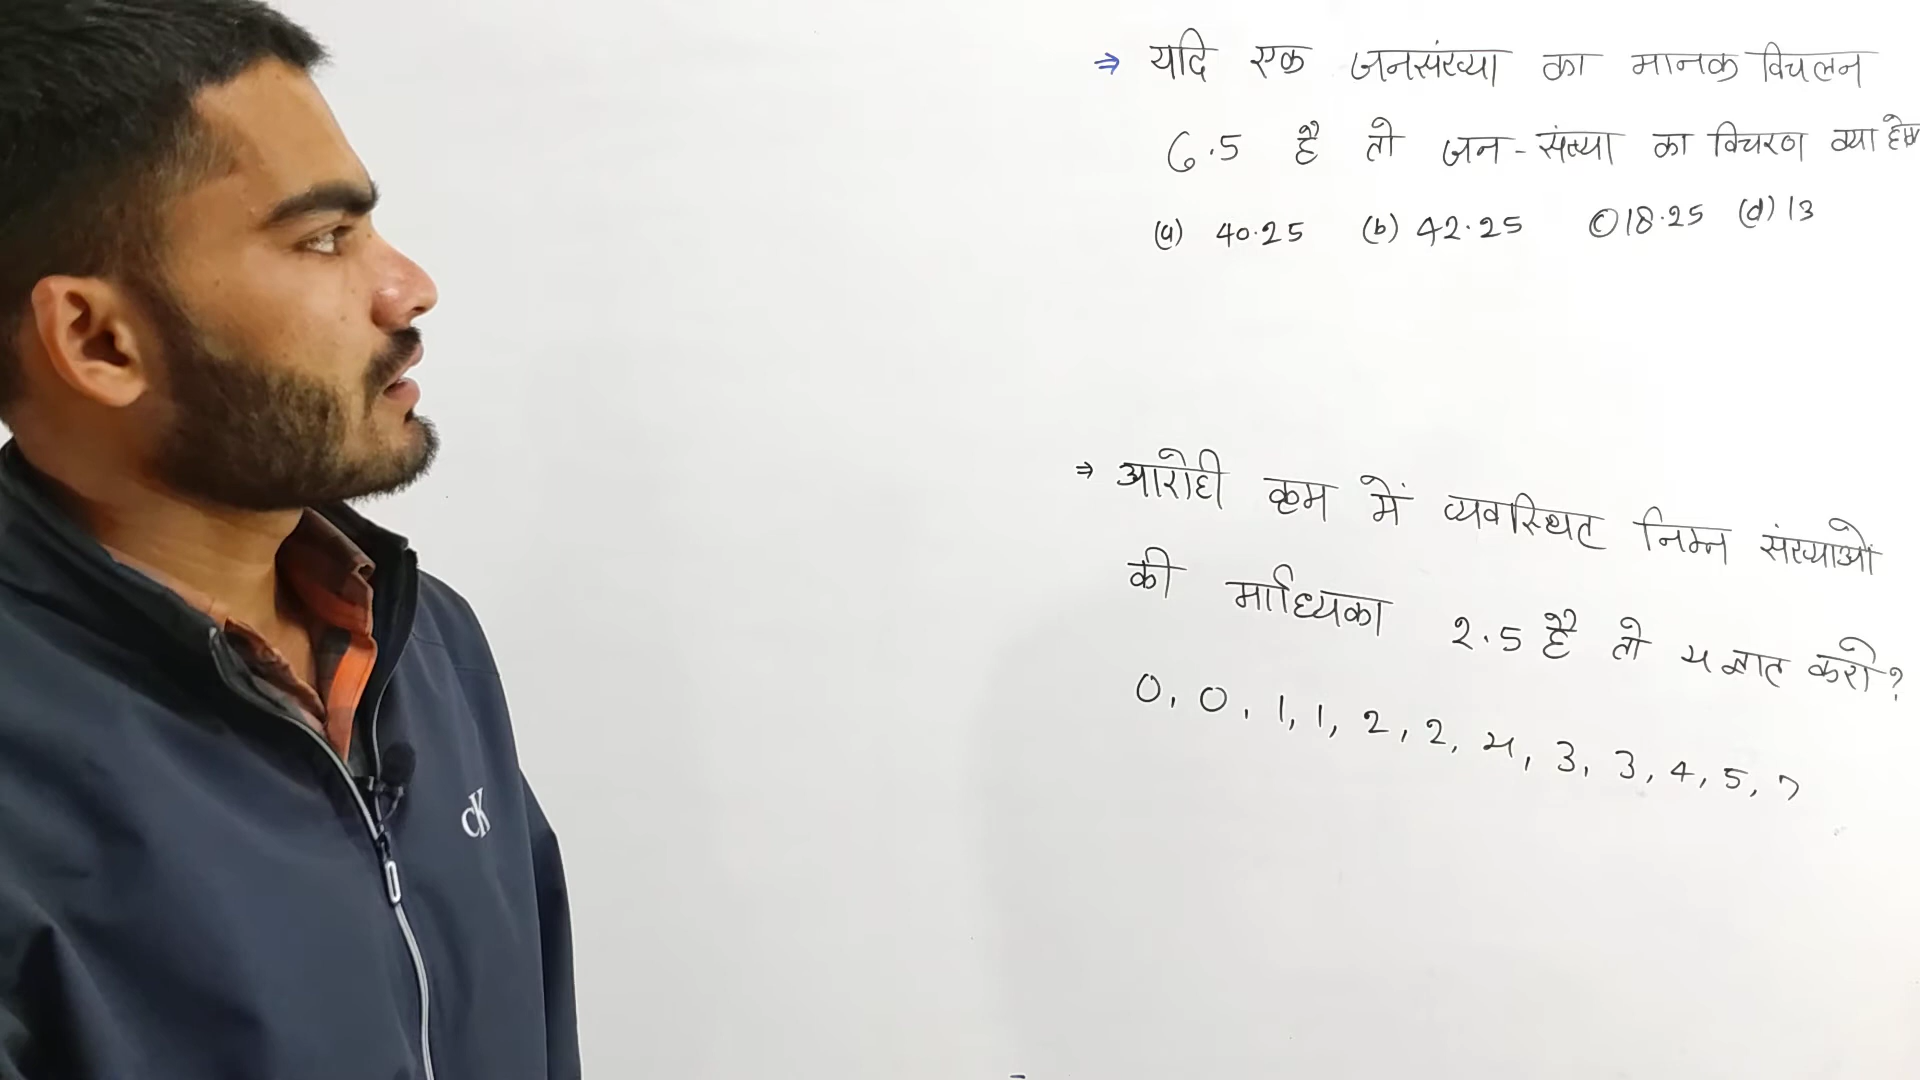 ⇒ यदि एक जनसंख्या का मानक विचलन
6.5 है तो जन-संख्या का विचरण क्या होगा
(a) 40.25 (b) 42.25 (c) 18.25 (d) 13
⇒ आरोही क्रम में व्यवस्थित निम्न संख्याओं
की माध्यिका 2.5 है तो x ज्ञात करो?
0, 0, 1, 1, 2, 2, x, 3, 3, 4, 5, 7
CK